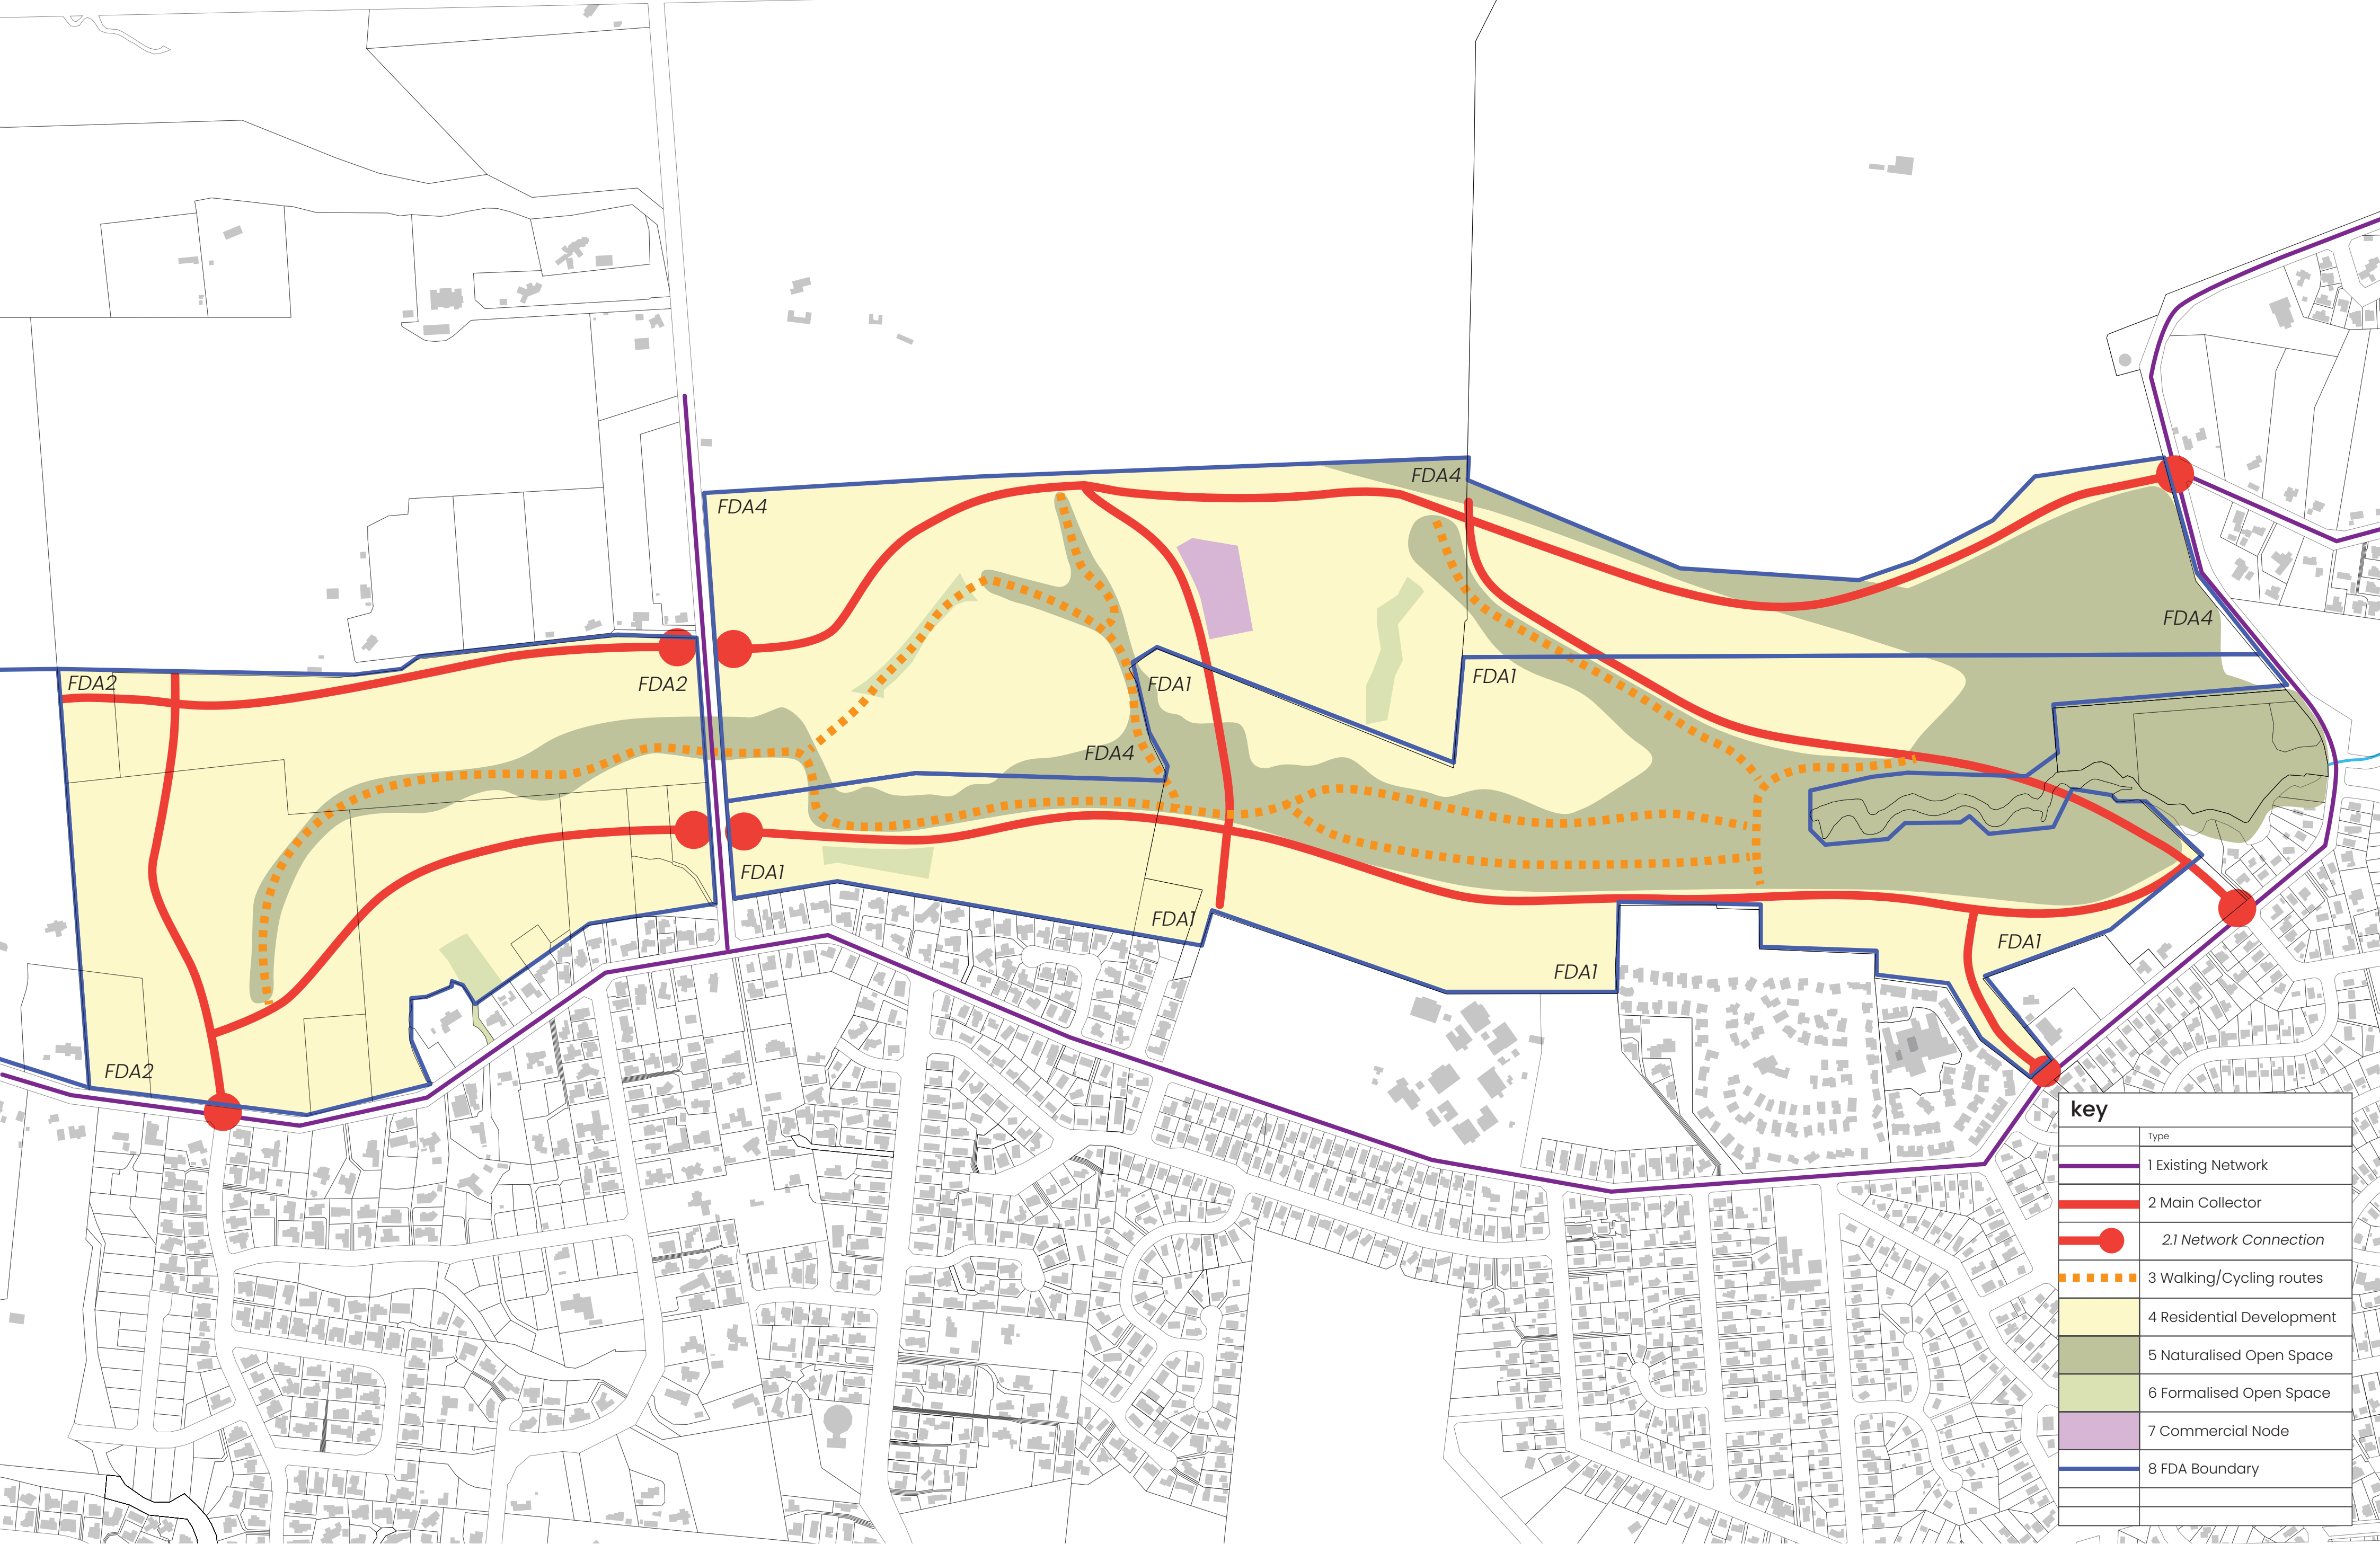 FDA4
FDA4
FDA4
FDA2
FDA2
FDA1
FDA1
FDA4
FDA1
FDA1
FDA1
FDA1
FDA2
key
Type
1 Existing Network
2 Main Collector
2.1 Network Connection
3 Walking/Cycling routes
4 Residential Development
5 Naturalised Open Space
6 Formalised Open Space
7 Commercial Node
8 FDA Boundary